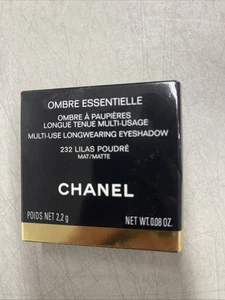 OMBRE ESSENTIELLE
OMBRE À PAUPIÈRES
LONGUE TENUE MULTI-USAGE
MULTI-USE LONGWEARING EYESHADOW
232 LILAS POUDRÉ
MAT/MATTE
CHANEL
POIDS NET 2,2 g NET WT. 0.08 OZ.